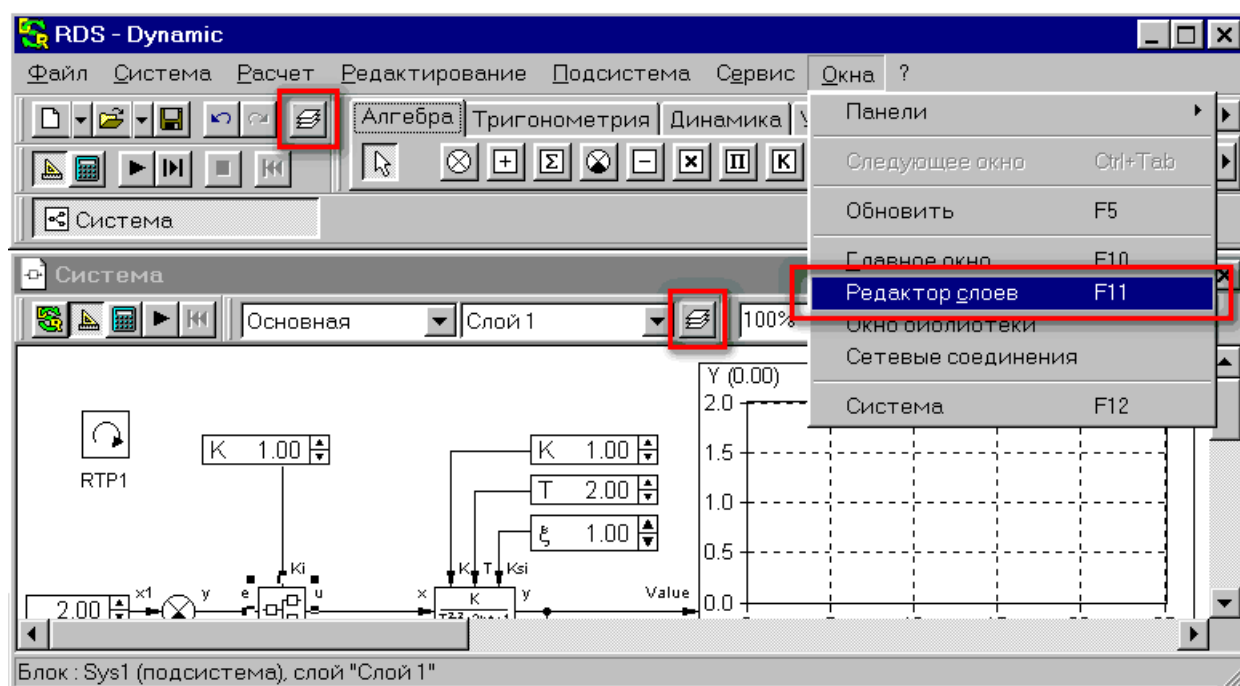 RDS - Dynamic
Файл Система Расчет Редактирование Подсистема Сервис Окна ?
Алгебра Тригонометрия Динамика
Σ П К
Система
Панели
Следующее окно Ctrl+Tab
Обновить F5
Главное окно F10
Редактор слоев F11
Окно библиотеки
Сетевые соединения
Система F12
Система
Основная Слой 1 100%
Y (0.00)
2.0
1.5
1.0
0.5
0.0
RTP1
K 1.00
K 1.00
T 2.00
ξ 1.00
Ki
K T Ksi
2.00 x1 y e u x K y Value
Блок : Sys1 (подсистема), слой "Слой 1"